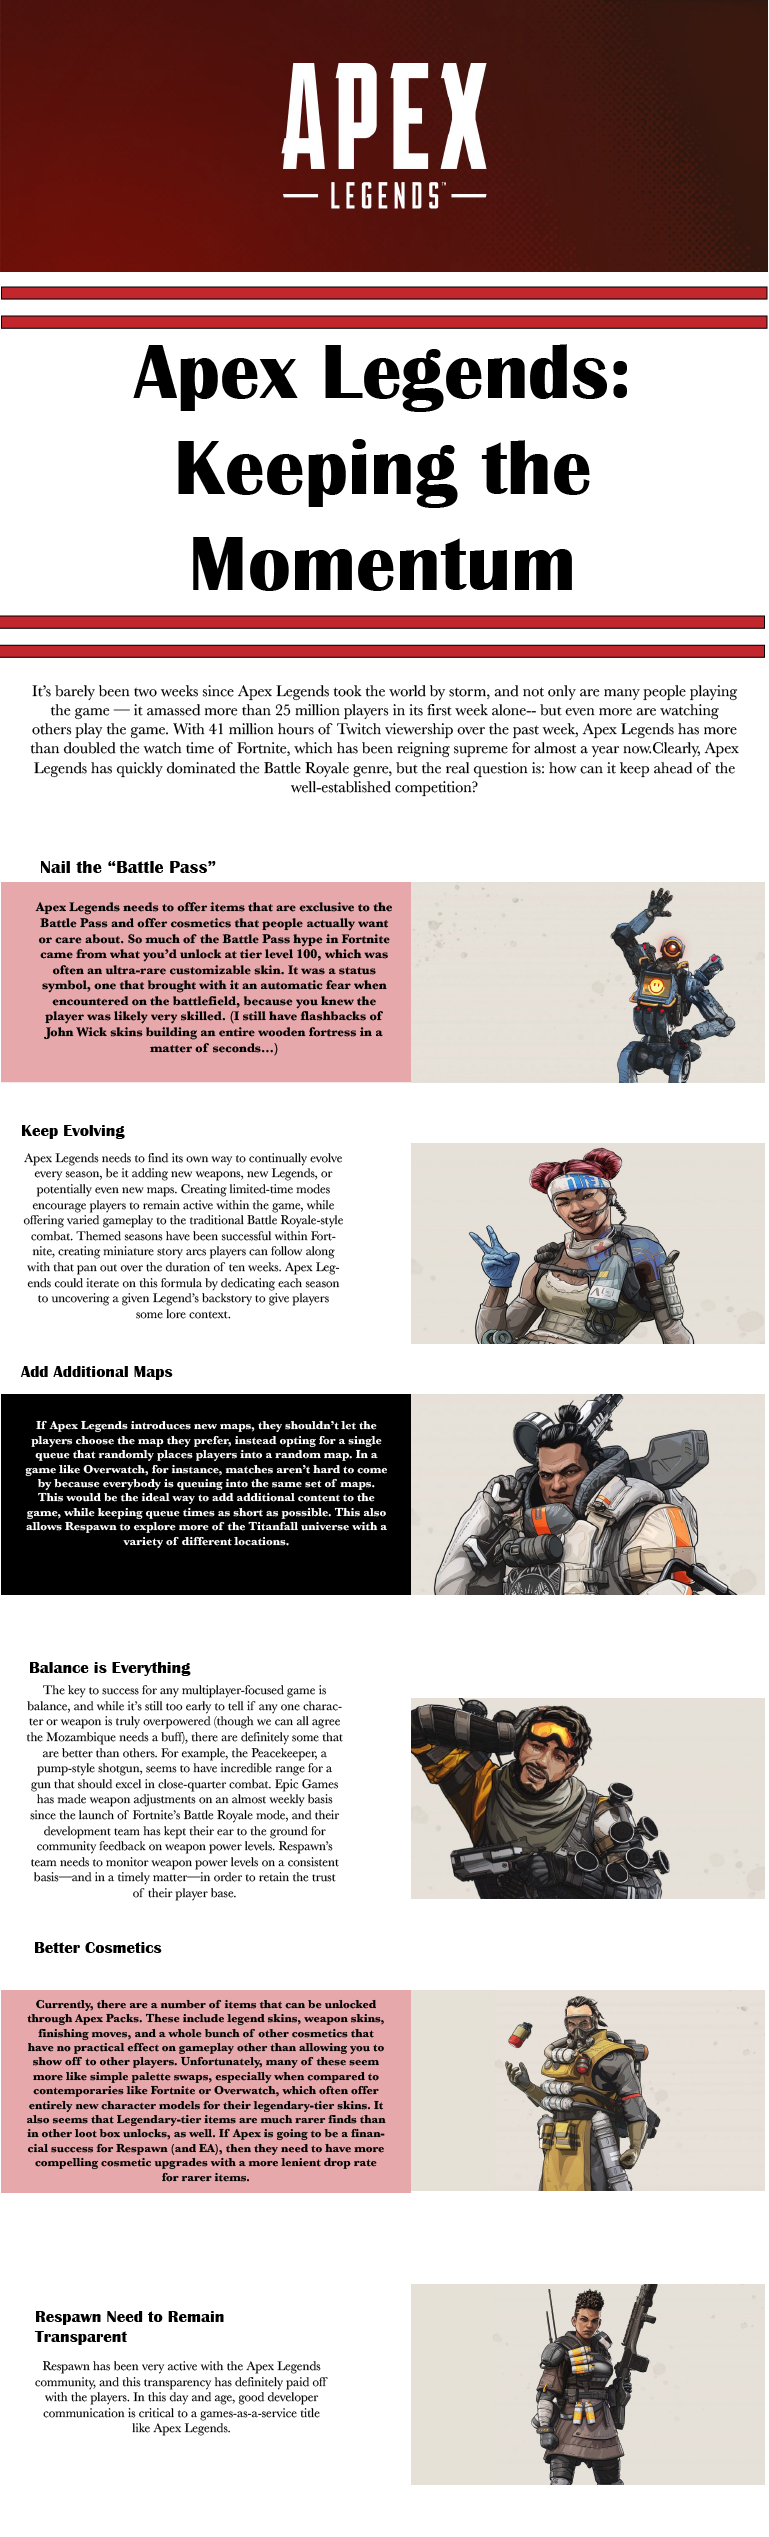 APEX
LEGENDS™
Apex Legends:
Keeping the
Momentum
It’s barely been two weeks since Apex Legends took the world by storm, and not only are many people playing
the game — it amassed more than 25 million players in its first week alone-- but even more are watching
others play the game. With 41 million hours of Twitch viewership over the past week, Apex Legends has more
than doubled the watch time of Fortnite, which has been reigning supreme for almost a year now.Clearly, Apex
Legends has quickly dominated the Battle Royale genre, but the real question is: how can it keep ahead of the
well-established competition?
Nail the “Battle Pass”
Apex Legends needs to offer items that are exclusive to the
Battle Pass and offer cosmetics that people actually want
or care about. So much of the Battle Pass hype in Fortnite
came from what you’d unlock at tier level 100, which was
often an ultra-rare customizable skin. It was a status
symbol, one that brought with it an automatic fear when
encountered on the battlefield, because you knew the
player was likely very skilled. (I still have flashbacks of
John Wick skins building an entire wooden fortress in a
matter of seconds…)
Keep Evolving
Apex Legends needs to find its own way to continually evolve
every season, be it adding new weapons, new Legends, or
potentially even new maps. Creating limited-time modes
encourage players to remain active within the game, while
offering varied gameplay to the traditional Battle Royale-style
combat. Themed seasons have been successful within Fort-
nite, creating miniature story arcs players can follow along
with that pan out over the duration of ten weeks. Apex Leg-
ends could iterate on this formula by dedicating each season
to uncovering a given Legend’s backstory to give players
some lore context.
Add Additional Maps
If Apex Legends introduces new maps, they shouldn’t let the
players choose the map they prefer, instead opting for a single
queue that randomly places players into a random map. In a
game like Overwatch, for instance, matches aren’t hard to come
by because everybody is queuing into the same set of maps.
This would be the ideal way to add additional content to the
game, while keeping queue times as short as possible. This also
allows Respawn to explore more of the Titanfall universe with a
variety of different locations.
Balance is Everything
The key to success for any multiplayer-focused game is
balance, and while it’s still too early to tell if any one charac-
ter or weapon is truly overpowered (though we can all agree
the Mozambique needs a buff), there are definitely some that
are better than others. For example, the Peacekeeper, a
pump-style shotgun, seems to have incredible range for a
gun that should excel in close-quarter combat. Epic Games
has made weapon adjustments on an almost weekly basis
since the launch of Fortnite’s Battle Royale mode, and their
development team has kept their ear to the ground for
community feedback on weapon power levels. Respawn’s
team needs to monitor weapon power levels on a consistent
basis—and in a timely matter—in order to retain the trust
of their player base.
Better Cosmetics
Currently, there are a number of items that can be unlocked
through Apex Packs. These include legend skins, weapon skins,
finishing moves, and a whole bunch of other cosmetics that
have no practical effect on gameplay other than allowing you to
show off to other players. Unfortunately, many of these seem
more like simple palette swaps, especially when compared to
contemporaries like Fortnite or Overwatch, which often offer
entirely new character models for their legendary-tier skins. It
also seems that Legendary-tier items are much rarer finds than
in other loot box unlocks, as well. If Apex is going to be a finan-
cial success for Respawn (and EA), then they need to have more
compelling cosmetic upgrades with a more lenient drop rate
for rarer items.
Respawn Need to Remain
Transparent
Respawn has been very active with the Apex Legends
community, and this transparency has definitely paid off
with the players. In this day and age, good developer
communication is critical to a games-as-a-service title
like Apex Legends.